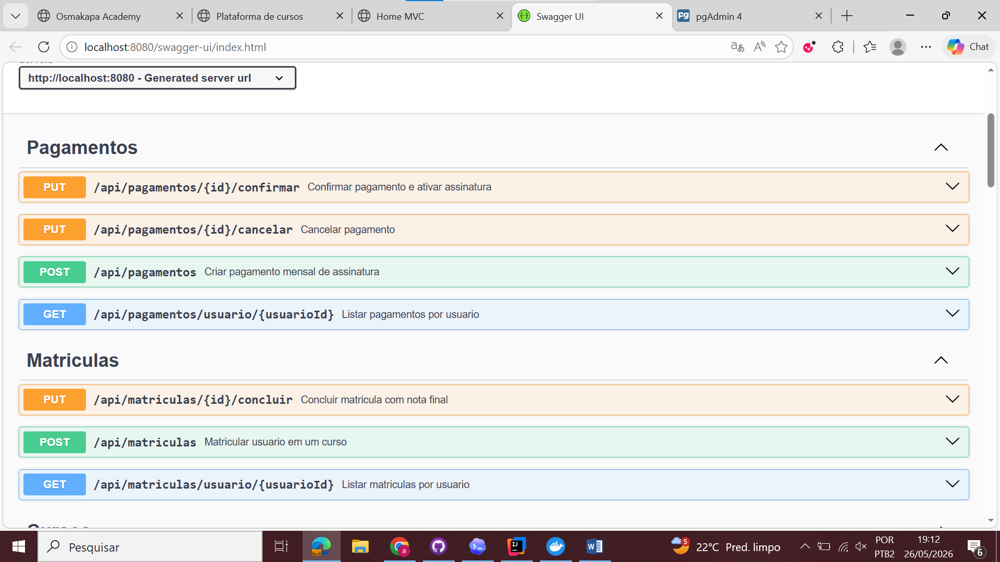 Osmakapa Academy
Plataforma de cursos
Home MVC
Swagger UI
pgAdmin 4
localhost:8080/swagger-ui/index.html
Chat
http://localhost:8080 - Generated server url
Pagamentos
PUT /api/pagamentos/{id}/confirmar Confirmar pagamento e ativar assinatura
PUT /api/pagamentos/{id}/cancelar Cancelar pagamento
POST /api/pagamentos Criar pagamento mensal de assinatura
GET /api/pagamentos/usuario/{usuarioId} Listar pagamentos por usuario
Matriculas
PUT /api/matriculas/{id}/concluir Concluir matricula com nota final
POST /api/matriculas Matricular usuario em um curso
GET /api/matriculas/usuario/{usuarioId} Listar matriculas por usuario
Pesquisar
5
22°C Pred. limpo
POR
PTB2
19:12
26/05/2026
6